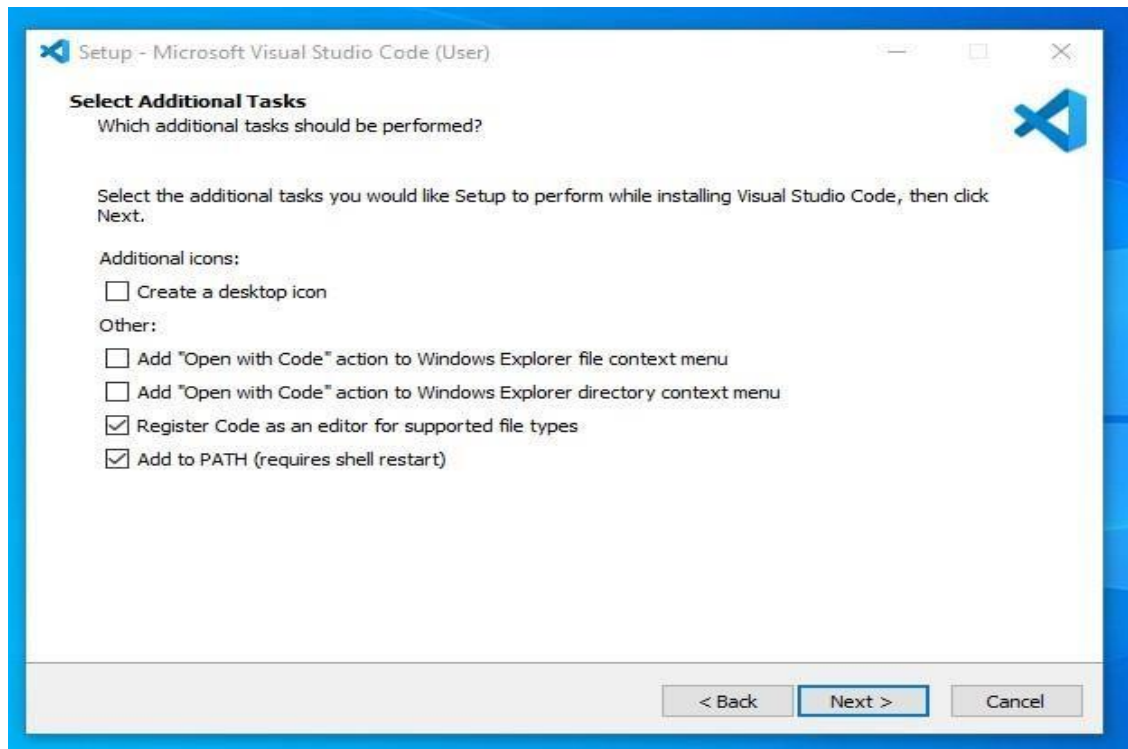 Setup - Microsoft Visual Studio Code (User)
Select Additional Tasks
Which additional tasks should be performed?
Select the additional tasks you would like Setup to perform while installing Visual Studio Code, then click
Next.
Additional icons:
Create a desktop icon
Other:
Add "Open with Code" action to Windows Explorer file context menu
Add "Open with Code" action to Windows Explorer directory context menu
Register Code as an editor for supported file types
Add to PATH (requires shell restart)
< Back Next > Cancel